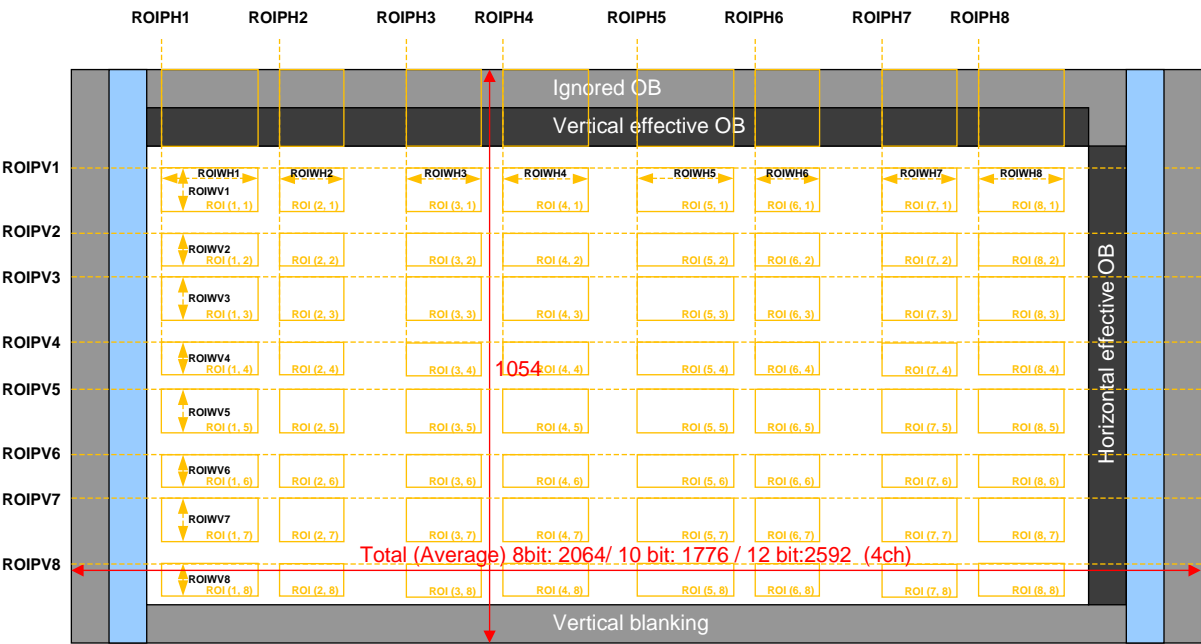 ROIPH1 ROIPH2 ROIPH3 ROIPH4 ROIPH5 ROIPH6 ROIPH7 ROIPH8
Ignored OB
Vertical effective OB
ROIPV1
ROIWH1 ROIWH2 ROIWH3 ROIWH4 ROIWH5 ROIWH6 ROIWH7 ROIWH8
ROIWV1
ROI (1, 1) ROI (2, 1) ROI (3, 1) ROI (4, 1) ROI (5, 1) ROI (6, 1) ROI (7, 1) ROI (8, 1)
ROIPV2
ROIWV2
ROI (1, 2) ROI (2, 2) ROI (3, 2) ROI (4, 2) ROI (5, 2) ROI (6, 2) ROI (7, 2) ROI (8, 2)
ROIPV3
ROIWV3
ROI (1, 3) ROI (2, 3) ROI (3, 3) ROI (4, 3) ROI (5, 3) ROI (6, 3) ROI (7, 3) ROI (8, 3)
Horizontal effective OB
ROIPV4
ROIWV4
ROI (1, 4) ROI (2, 4) ROI (3, 4) 1054 ROI (4, 4) ROI (5, 4) ROI (6, 4) ROI (7, 4) ROI (8, 4)
ROIPV5
ROIWV5
ROI (1, 5) ROI (2, 5) ROI (3, 5) ROI (4, 5) ROI (5, 5) ROI (6, 5) ROI (7, 5) ROI (8, 5)
ROIPV6
ROIWV6
ROI (1, 6) ROI (2, 6) ROI (3, 6) ROI (4, 6) ROI (5, 6) ROI (6, 6) ROI (7, 6) ROI (8, 6)
ROIPV7
ROIWV7
ROI (1, 7) ROI (2, 7) ROI (3, 7) ROI (4, 7) ROI (5, 7) ROI (6, 7) ROI (7, 7) ROI (8, 7)
Total (Average) 8bit: 2064/ 10 bit: 1776 / 12 bit:2592 (4ch)
ROIPV8
ROIWV8
ROI (1, 8) ROI (2, 8) ROI (3, 8) ROI (4, 8) ROI (5, 8) ROI (6, 8) ROI (7, 8) ROI (8, 8)
Vertical blanking